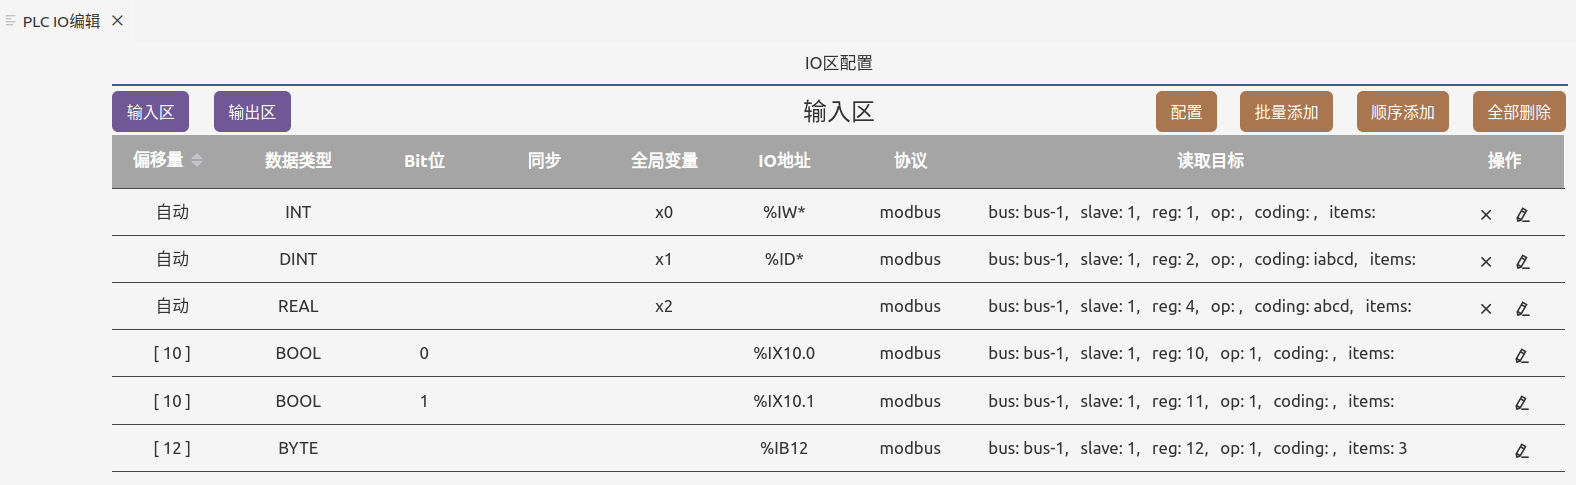 PLC IO编辑
IO区配置
输入区 输出区 输入区 配置 批量添加 顺序添加 全部删除
偏移量 数据类型 Bit位 同步 全局变量 IO地址 协议 读取目标 操作
自动 INT x0 %IW* modbus bus: bus-1, slave: 1, reg: 1, op: , coding: , items:
自动 DINT x1 %ID* modbus bus: bus-1, slave: 1, reg: 2, op: , coding: iabcd, items:
自动 REAL x2 modbus bus: bus-1, slave: 1, reg: 4, op: , coding: abcd, items:
[ 10 ] BOOL 0 %IX10.0 modbus bus: bus-1, slave: 1, reg: 10, op: 1, coding: , items:
[ 10 ] BOOL 1 %IX10.1 modbus bus: bus-1, slave: 1, reg: 11, op: 1, coding: , items:
[ 12 ] BYTE %IB12 modbus bus: bus-1, slave: 1, reg: 12, op: 1, coding: , items: 3